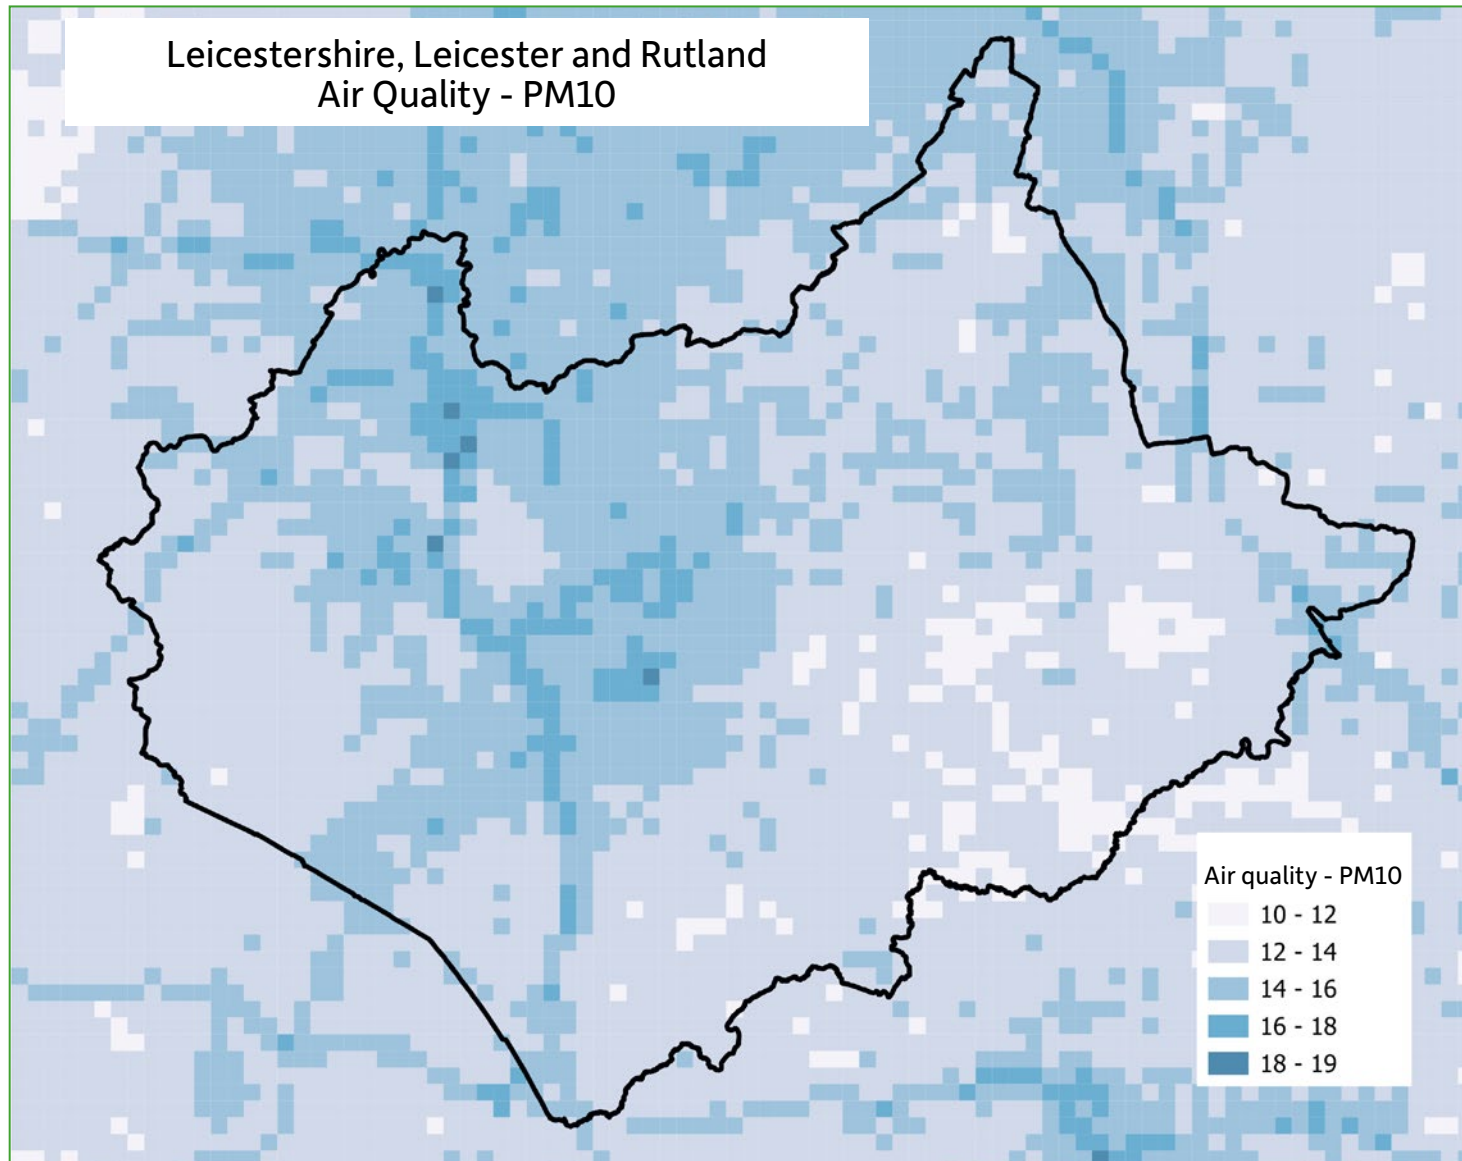 Leicestershire, Leicester and Rutland
Air Quality - PM10
Air quality - PM10
10 - 12
12 - 14
14 - 16
16 - 18
18 - 19